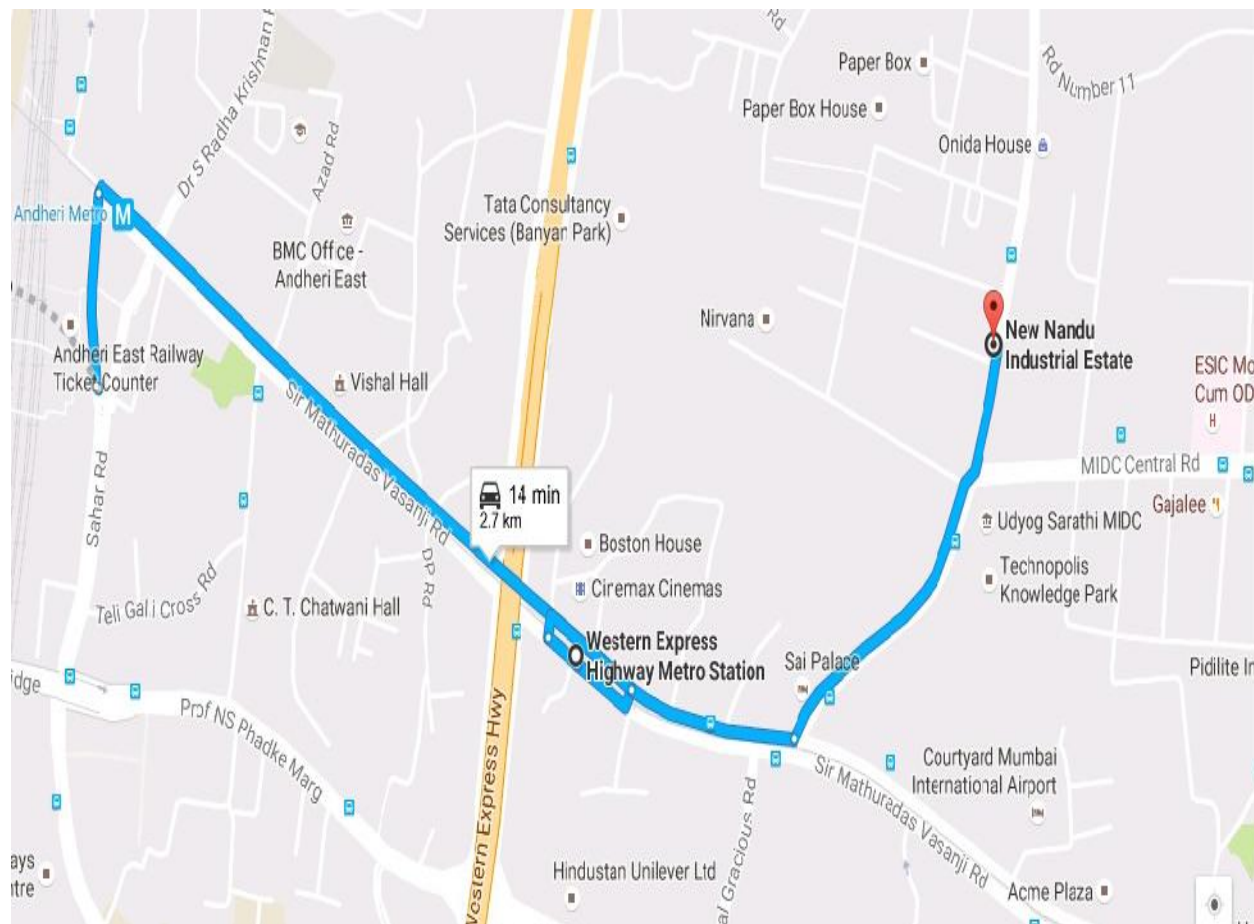 Paper Box
Rd Number 11
Paper Box House
Onida House
Dr S Radha Krishnan
Azad Rd
Andheri Metro
M
Tata Consultancy
Services (Banyan Park)
BMC Office -
Andheri East
Nirvana
New Nandu
Industrial Estate
Andheri East Railway
Ticket Counter
Vishal Hall
ESIC Mo
Cum OD
H
Sir Mathuradas Vasanji Rd
MIDC Central Rd
Sahar Rd
14 min
2.7 km
Gajalee
Udyog Sarathi MIDC
Boston House
DP Rd
Technopolis
Knowledge Park
Teli Gali Cross Rd
C. T. Chatwani Hall
Cinemax Cinemas
Western Express
Highway Metro Station
Sai Palace
Pidilite In
idge
Prof NS Phadke Marg
Western Express Hwy
Courtyard Mumbai
International Airport
Sir Mathuradas Vasanji Rd
al Gracious Rd
Hindustan Unilever Ltd
ays
ntre
Acme Plaza